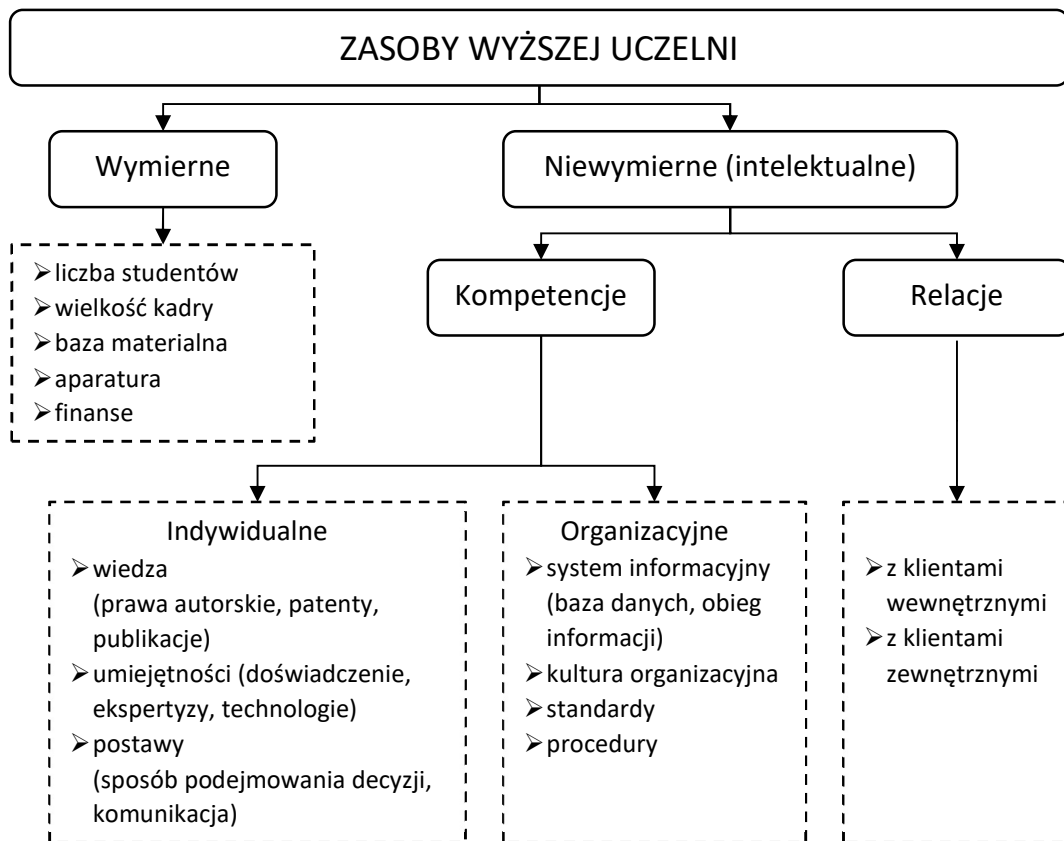 ZASOBY WYŻSZEJ UCZELNI
Wymierne
Niewymierne (intelektualne)
➢liczba studentów
➢wielkość kadry
➢baza materialna
➢aparatura
➢finanse
Kompetencje
Relacje
Indywidualne
➢wiedza
(prawa autorskie, patenty,
publikacje)
➢umiejętności (doświadczenie,
ekspertyzy, technologie)
➢postawy
(sposób podejmowania decyzji,
komunikacja)
Organizacyjne
➢system informacyjny
(baza danych, obieg
informacji)
➢kultura organizacyjna
➢standardy
➢procedury
➢z klientami
wewnętrznymi
➢z klientami
zewnętrznymi